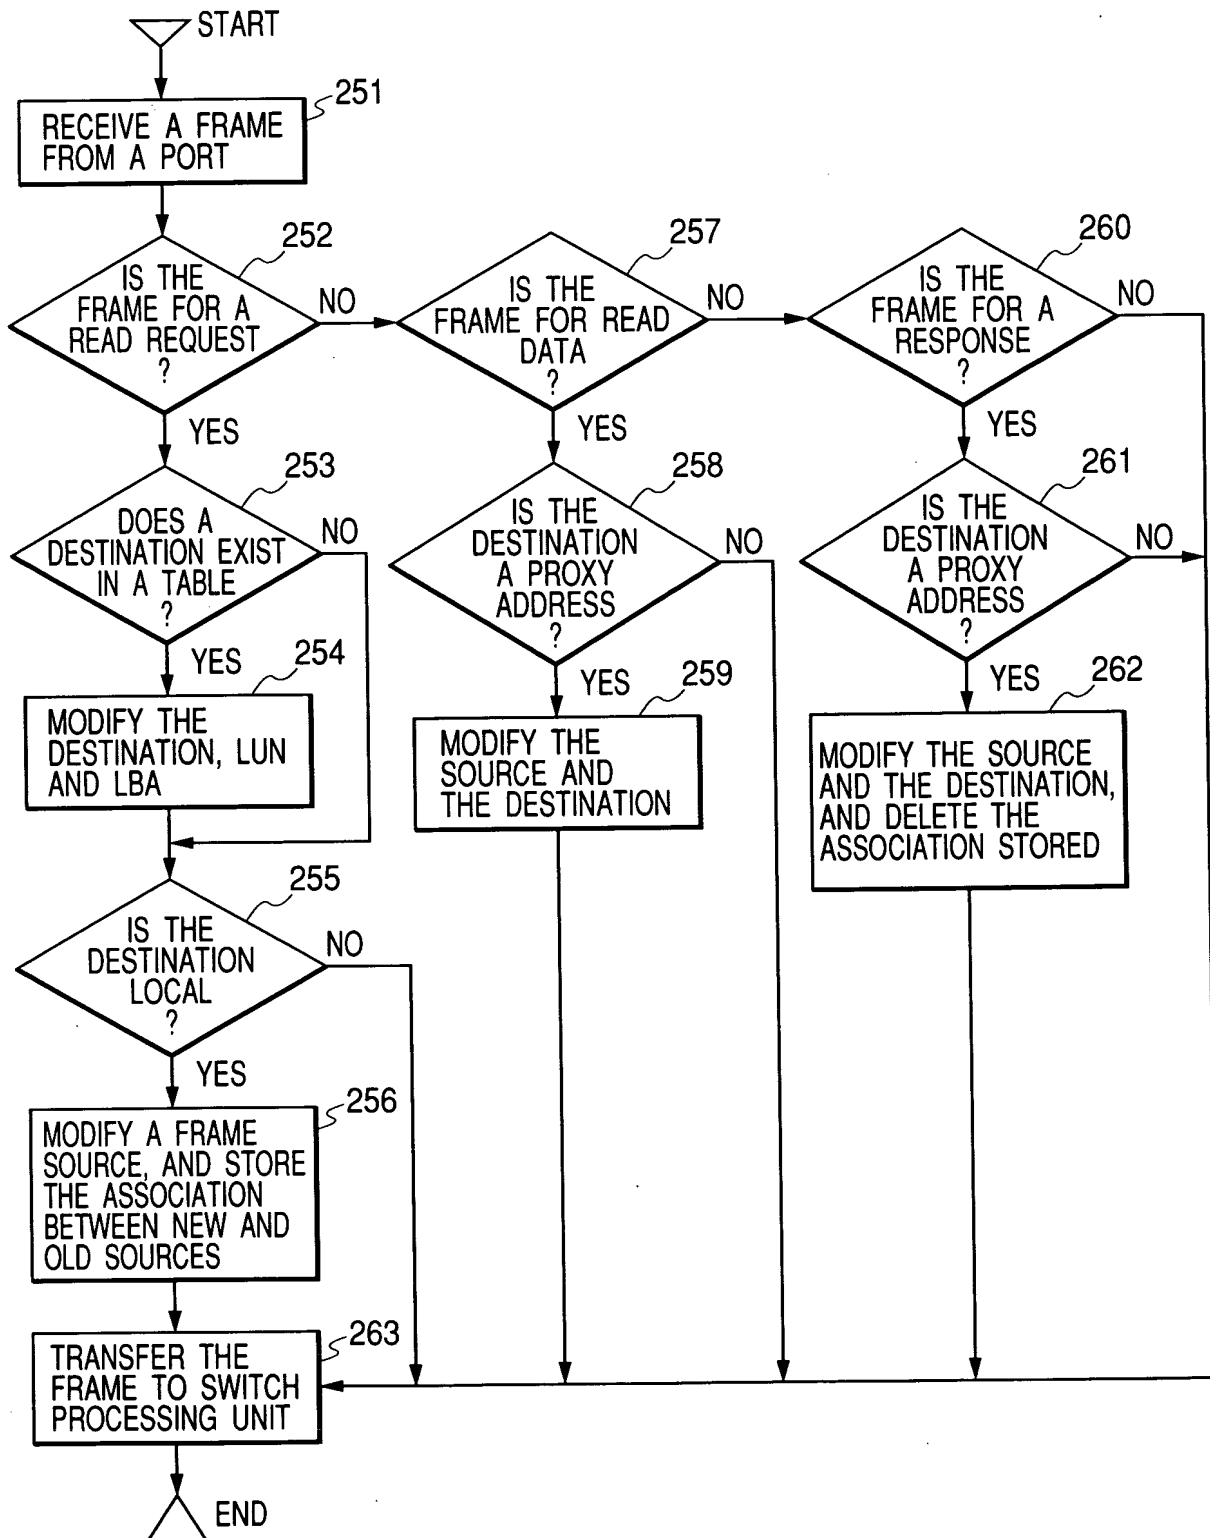 START
251
RECEIVE A FRAME
FROM A PORT
252
IS THE
FRAME FOR A
READ REQUEST
?
NO
YES
257
IS THE
FRAME FOR READ
DATA
?
NO
YES
260
IS THE
FRAME FOR A
RESPONSE
?
NO
YES
253
DOES A
DESTINATION EXIST
IN A TABLE
?
NO
YES
258
IS THE
DESTINATION
A PROXY
ADDRESS
?
NO
YES
261
IS THE
DESTINATION
A PROXY
ADDRESS
?
NO
YES
254
MODIFY THE
DESTINATION, LUN
AND LBA
259
MODIFY THE
SOURCE AND
THE DESTINATION
262
MODIFY THE SOURCE
AND THE DESTINATION,
AND DELETE THE
ASSOCIATION STORED
255
IS THE
DESTINATION
LOCAL
?
NO
YES
256
MODIFY A FRAME
SOURCE, AND STORE
THE ASSOCIATION
BETWEEN NEW AND
OLD SOURCES
263
TRANSFER THE
FRAME TO SWITCH
PROCESSING UNIT
END